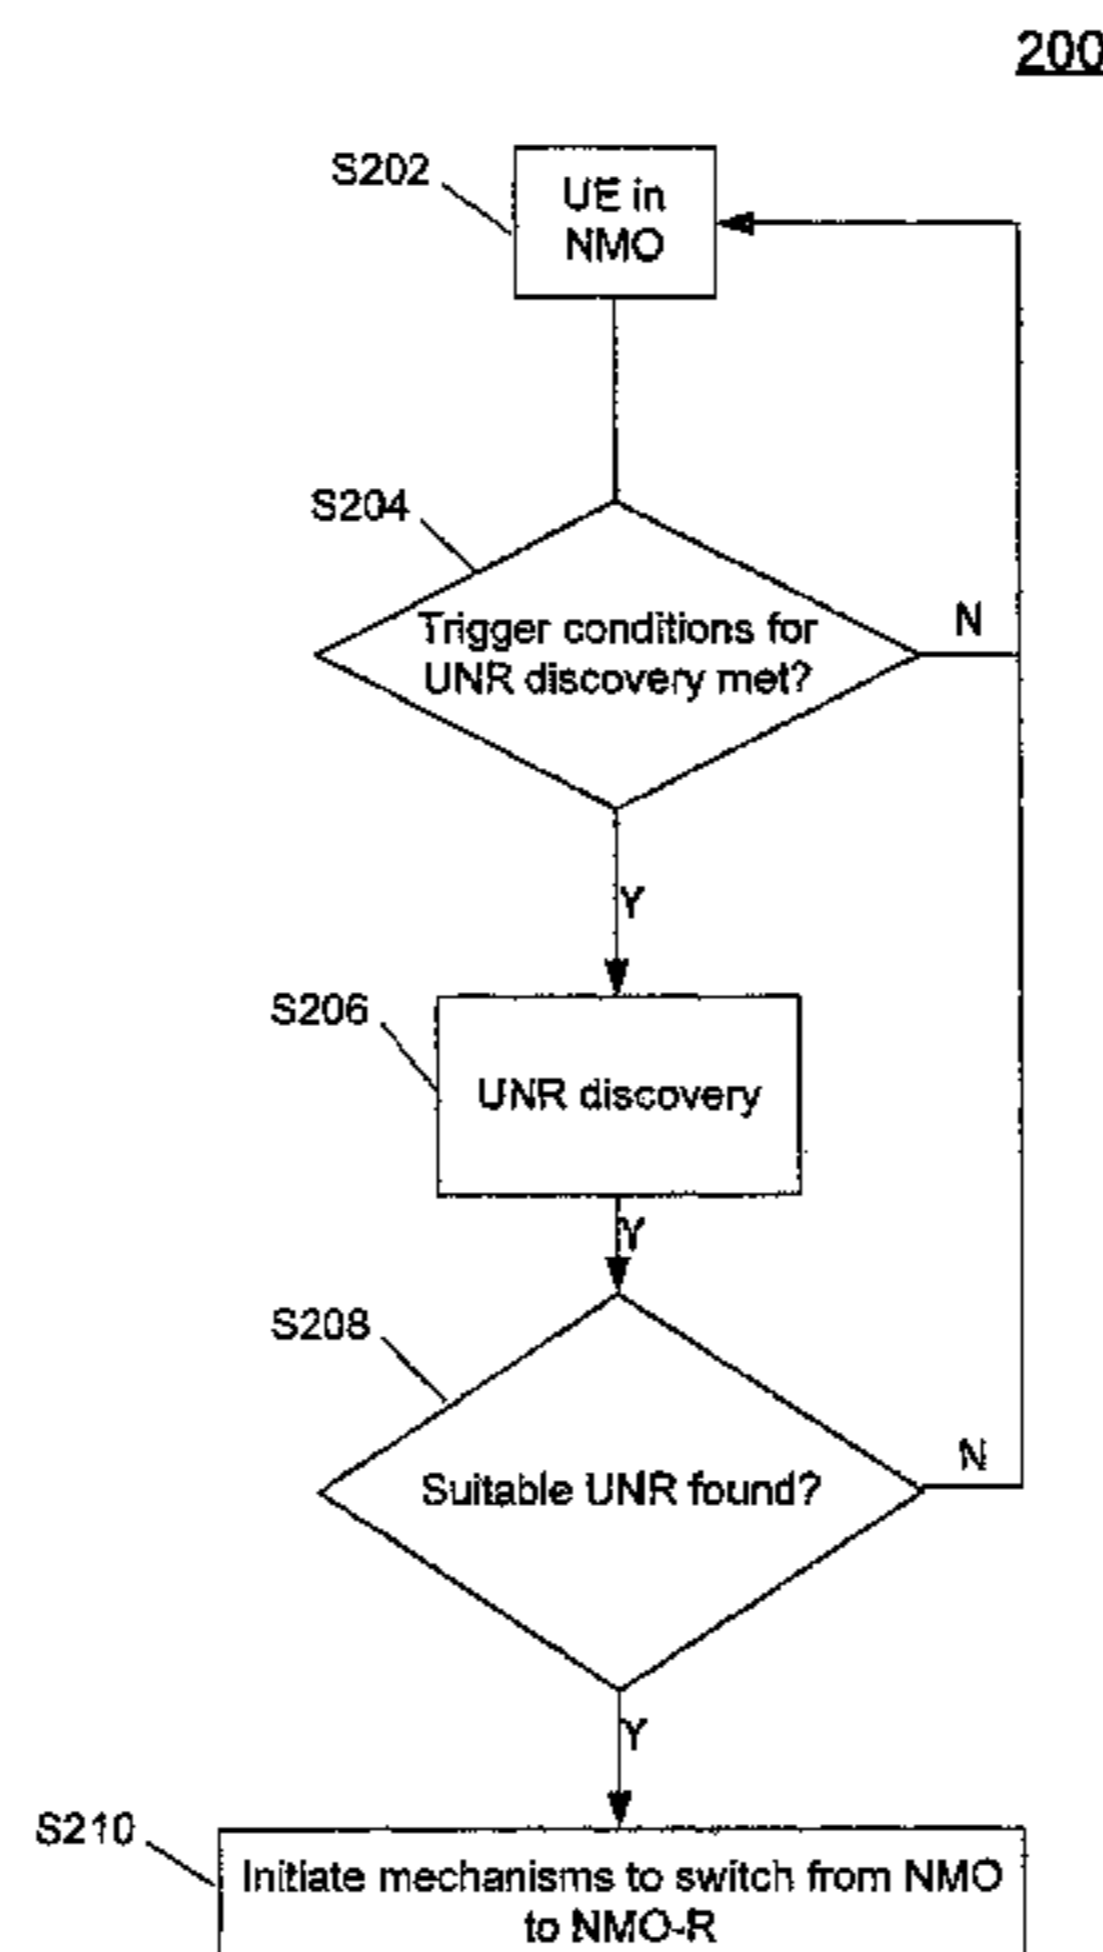 200
S202
UE in
NMO
S204
Trigger conditions for
UNR discovery met?
N
Y
S206
UNR discovery
Y
S208
Suitable UNR found?
N
Y
S210
Initiate mechanisms to switch from NMO
to NMO-R